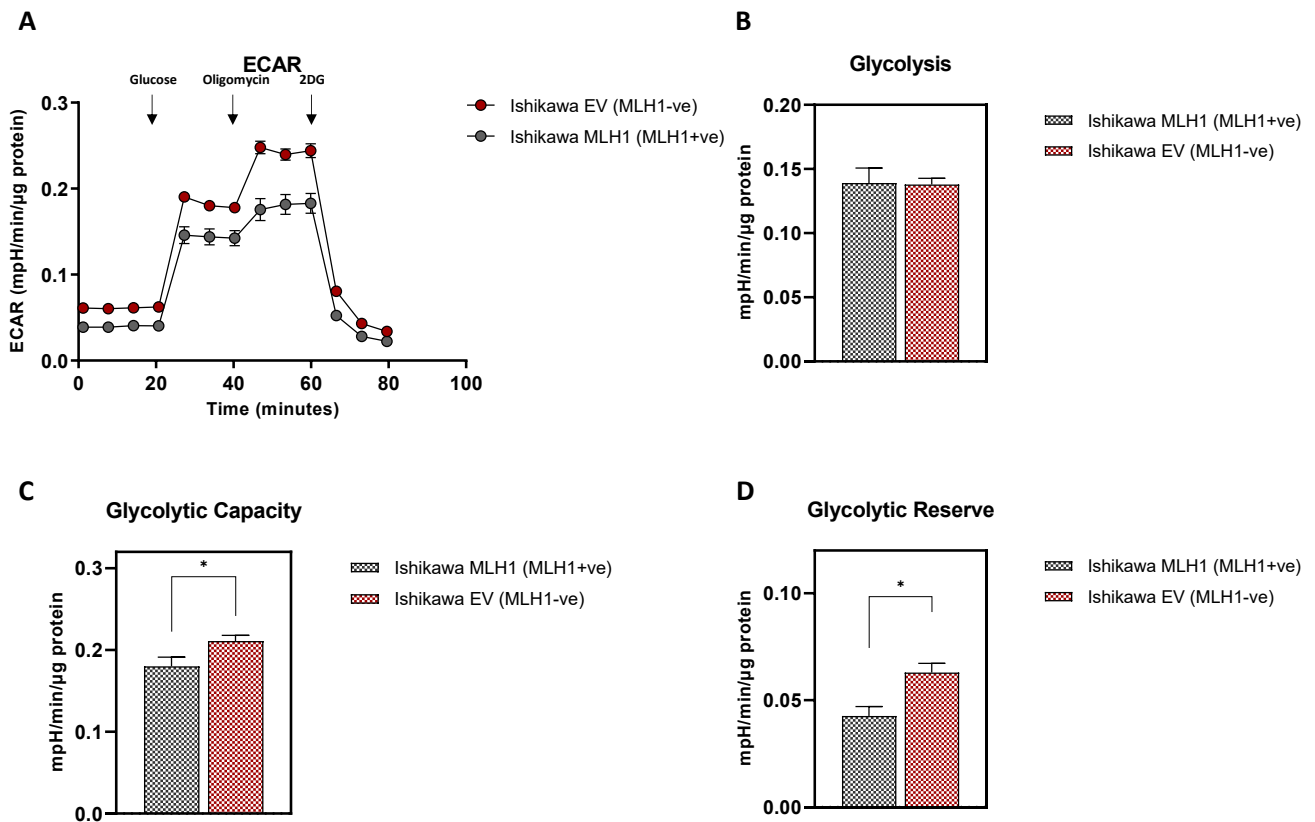 A
ECAR
Glucose
Oligomycin
2DG
0.3
0.2
0.1
0.0
ECAR (mpH/min/µg protein)
0
20
40
60
80
100
Time (minutes)
Ishikawa EV (MLH1-ve)
Ishikawa MLH1 (MLH1+ve)
B
Glycolysis
0.20
0.15
0.10
0.05
0.00
mpH/min/µg protein
Ishikawa MLH1 (MLH1+ve)
Ishikawa EV (MLH1-ve)
C
Glycolytic Capacity
0.3
0.2
0.1
0.0
mpH/min/µg protein
*
Ishikawa MLH1 (MLH1+ve)
Ishikawa EV (MLH1-ve)
D
Glycolytic Reserve
0.10
0.05
0.00
mpH/min/µg protein
*
Ishikawa MLH1 (MLH1+ve)
Ishikawa EV (MLH1-ve)